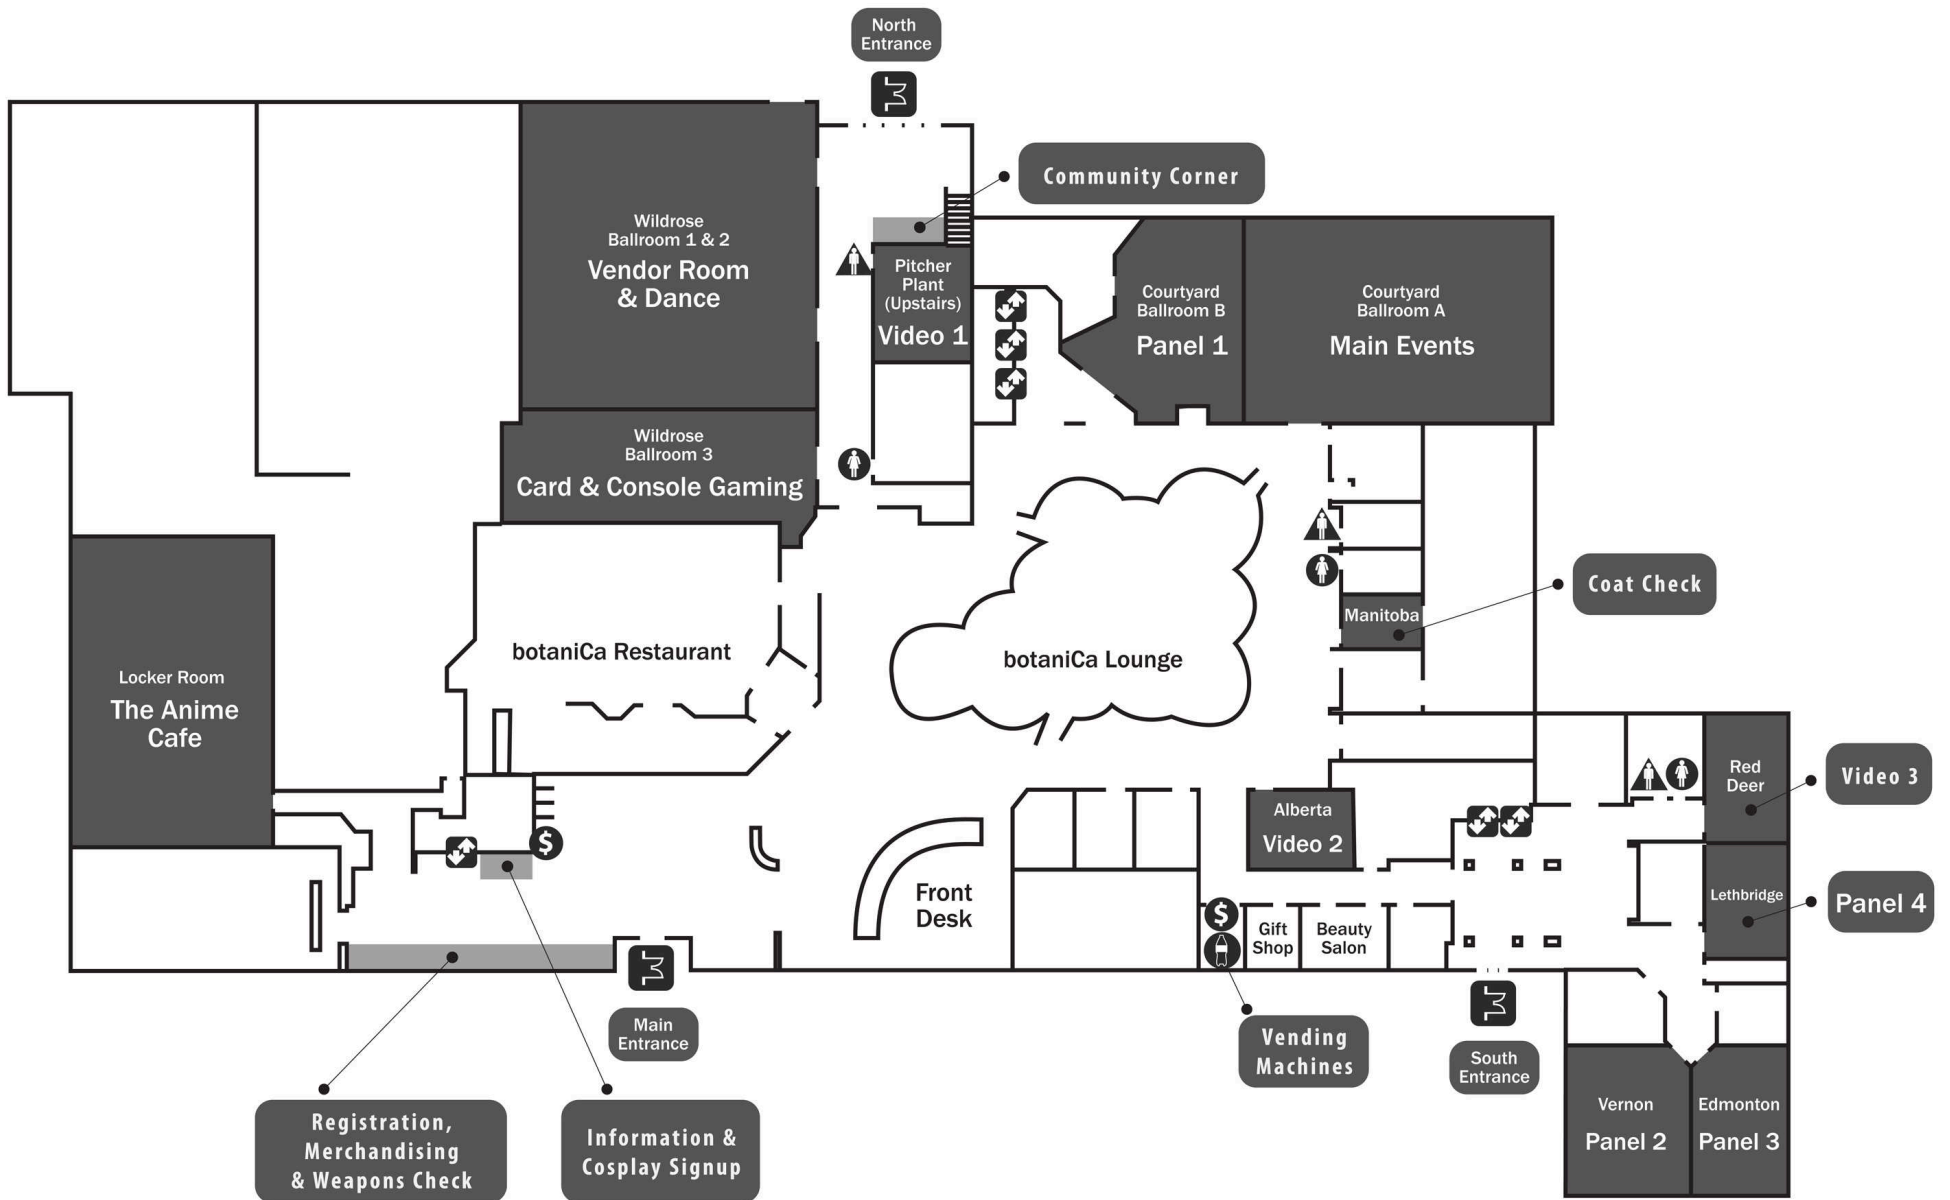 North
Entrance
Community Corner
Wildrose
Ballroom 1 & 2
Vendor Room
& Dance
Pitcher
Plant
(Upstairs)
Video 1
Courtyard
Ballroom B
Panel 1
Courtyard
Ballroom A
Main Events
Wildrose
Ballroom 3
Card & Console Gaming
Coat Check
Manitoba
botaniCa Restaurant
botaniCa Lounge
Locker Room
The Anime
Cafe
Red
Deer
Video 3
Alberta
Video 2
$
Front
Desk
Lethbridge
Panel 4
$
Gift
Shop
Beauty
Salon
Main
Entrance
Vending
Machines
South
Entrance
Vernon
Panel 2
Edmonton
Panel 3
Registration,
Merchandising
& Weapons Check
Information &
Cosplay Signup